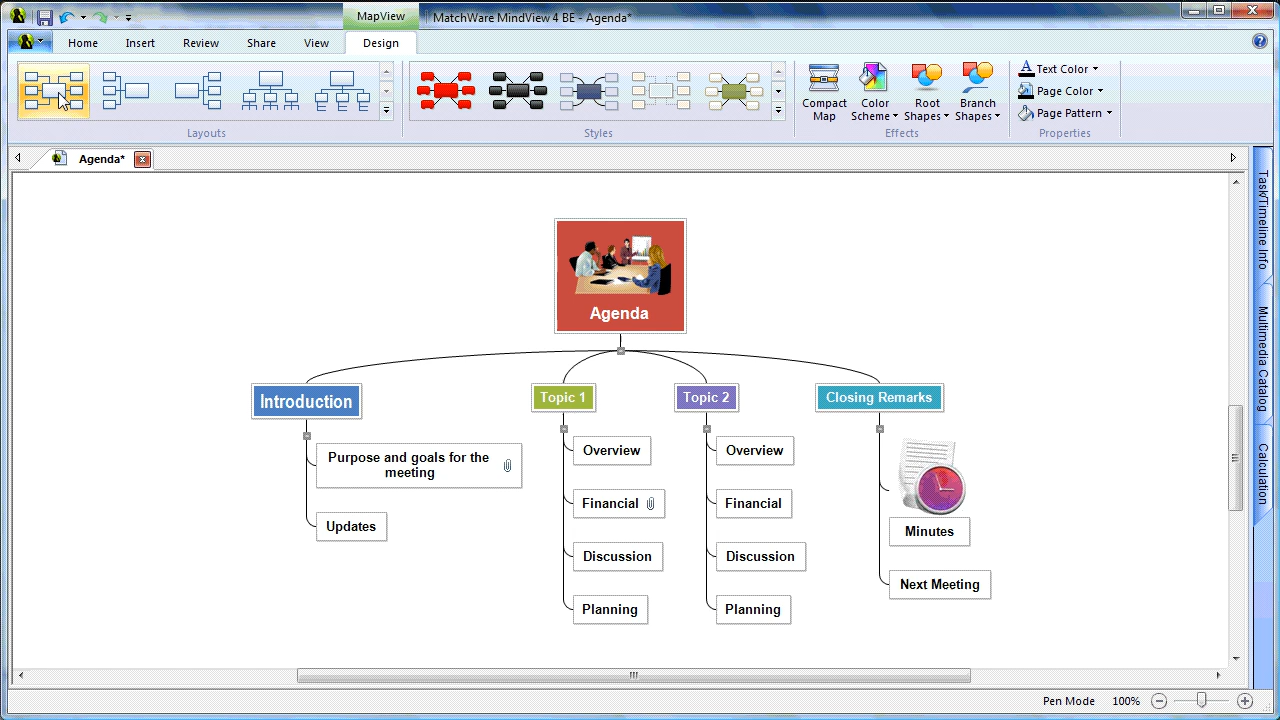 MapView
MatchWare MindView 4 BE - Agenda*
Home
Insert
Review
Share
View
Design
Compact
Map
Color
Scheme
Root
Shapes
Branch
Shapes
Text Color
Page Color
Page Pattern
Layouts
Styles
Effects
Properties
Agenda*
Task/Timeline Info
Multimedia Catalog
Calculation
Agenda
Introduction
Topic 1
Topic 2
Closing Remarks
Purpose and goals for the
meeting
Updates
Overview
Financial
Discussion
Planning
Overview
Financial
Discussion
Planning
Minutes
Next Meeting
Pen Mode
100%